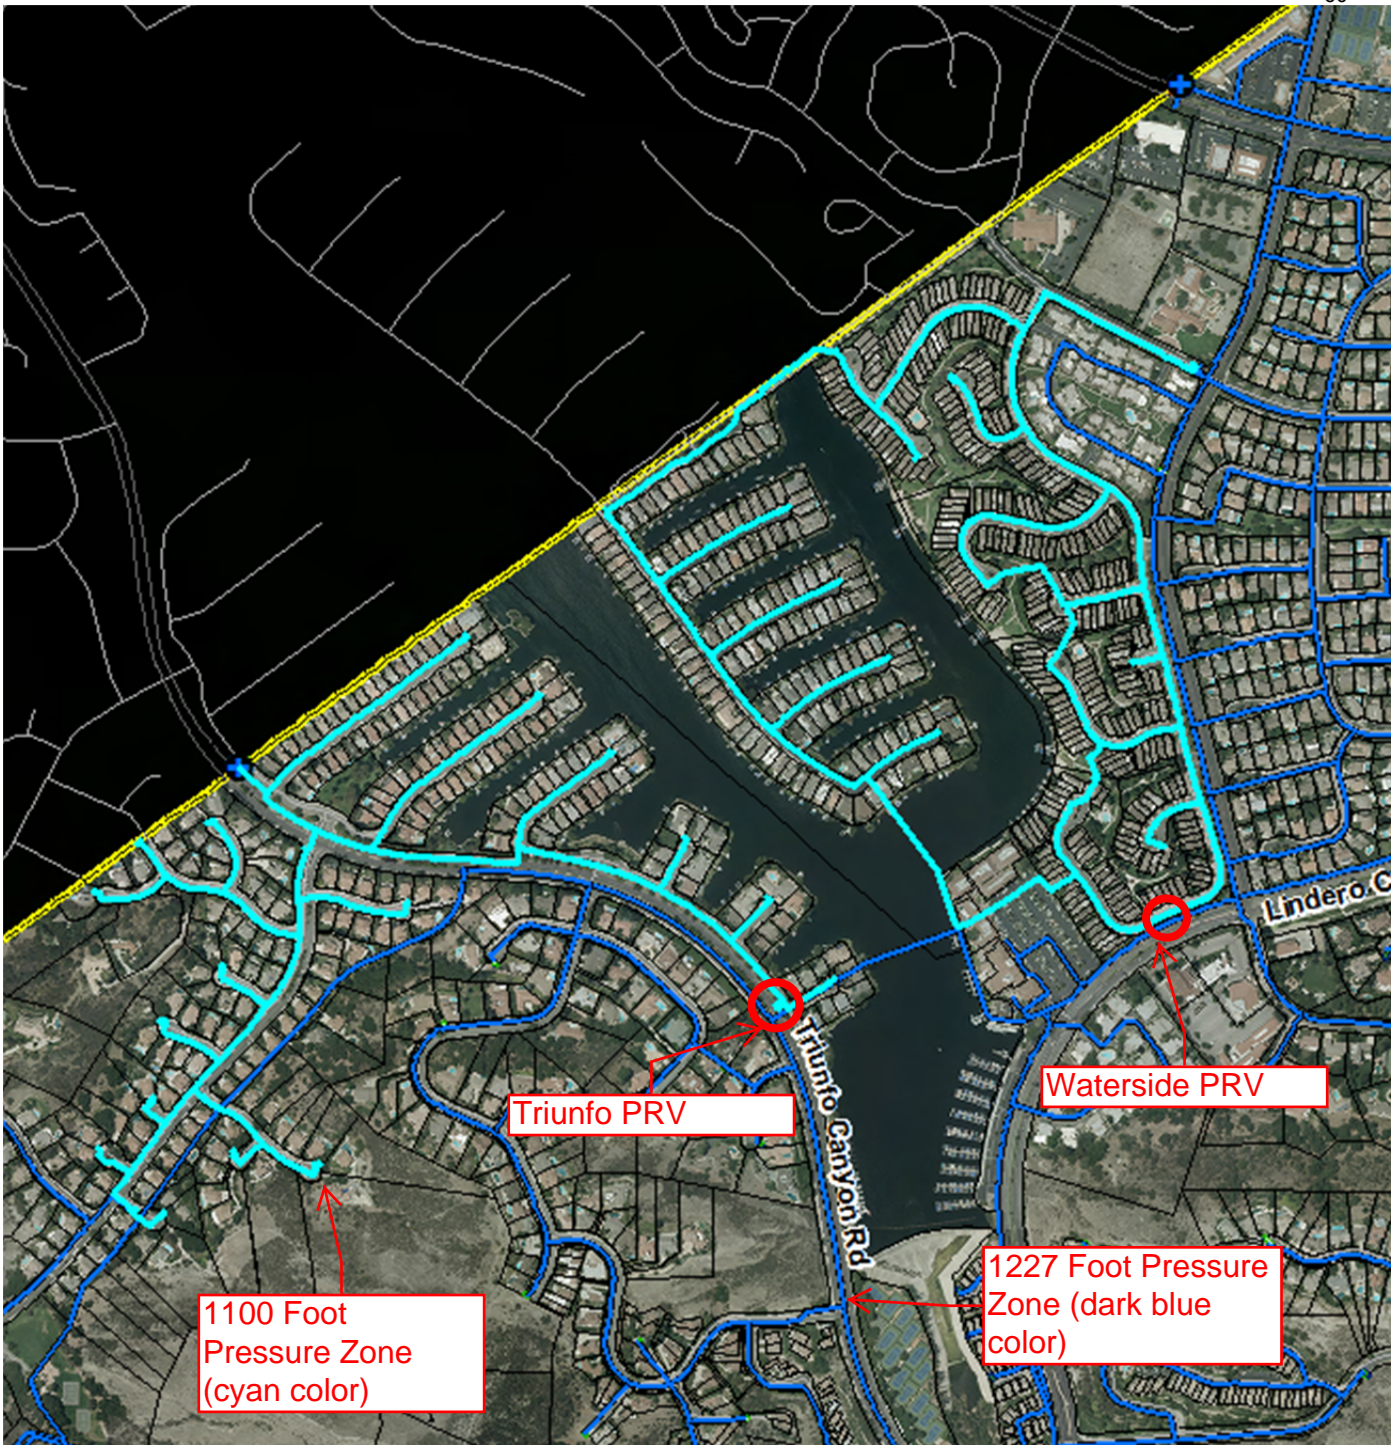 Lindero C
Triunfo PRV
Triunfo Canyon Rd
Waterside PRV
1100 Foot
Pressure Zone
(cyan color)
1227 Foot Pressure
Zone (dark blue
color)